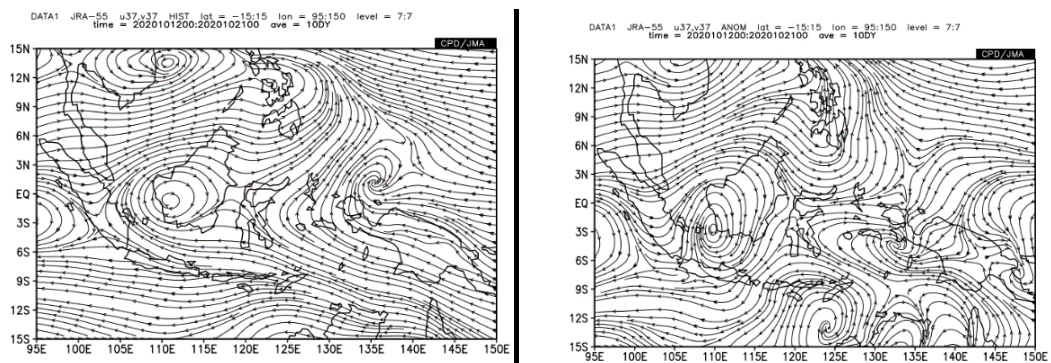 DATA1 JRA-55 u37,v37 HIST lat = -15:15 lon = 95:150 level = 7:7
time = 2020101200:2020102100 ave = 10DY
CPD/JMA
15N
12N
9N
6N
3N
EQ
3S
6S
9S
12S
15S
95E 100E 105E 110E 115E 120E 125E 130E 135E 140E 145E 150E
DATA1 JRA-55 u37,v37 ANOM lat = -15:15 lon = 95:150 level = 7:7
time = 2020101200:2020102100 ave = 10DY
CPD/JMA
15N
12N
9N
6N
3N
EQ
3S
6S
9S
12S
15S
95E 100E 105E 110E 115E 120E 125E 130E 135E 140E 145E 150E